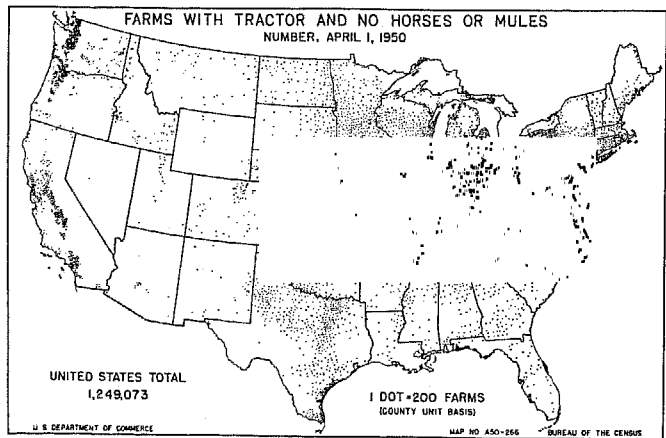 FARMS WITH TRACTOR AND NO HORSES OR MULES
NUMBER, APRIL 1, 1950
UNITED STATES TOTAL
1,249,073
1 DOT=200 FARMS
(COUNTY UNIT BASIS)
U S DEPARTMENT OF COMMERCE
MAP NO A50-266
BUREAU OF THE CENSUS